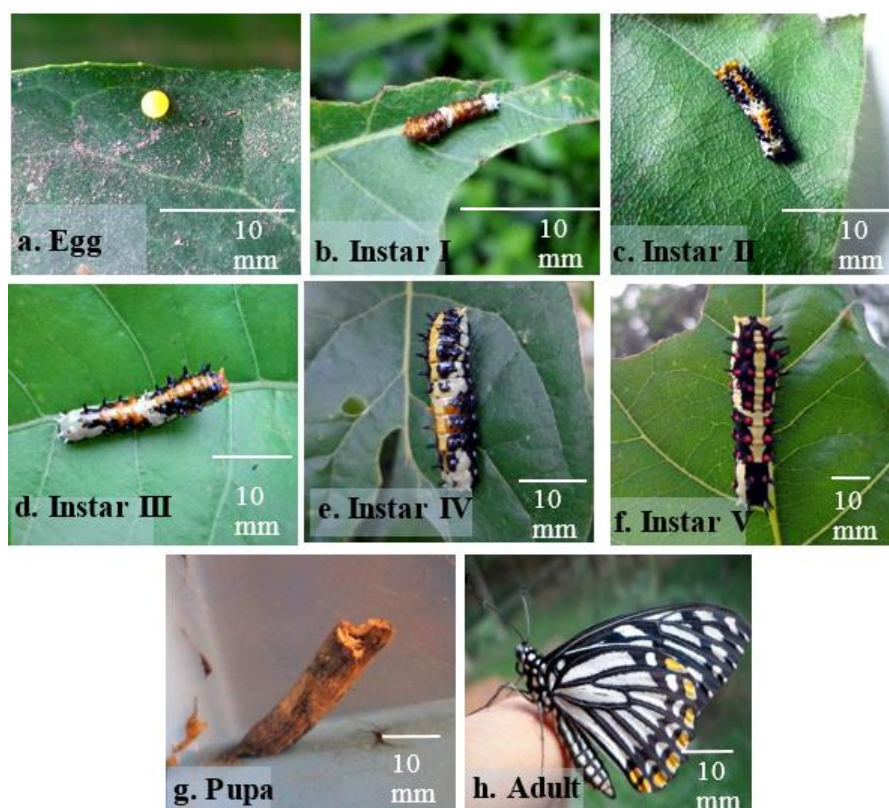 10
mm
a. Egg
10
mm
b. Instar I
10
mm
c. Instar II
10
mm
d. Instar III
10
mm
e. Instar IV
10
mm
f. Instar V
10
mm
g. Pupa
10
mm
h. Adult